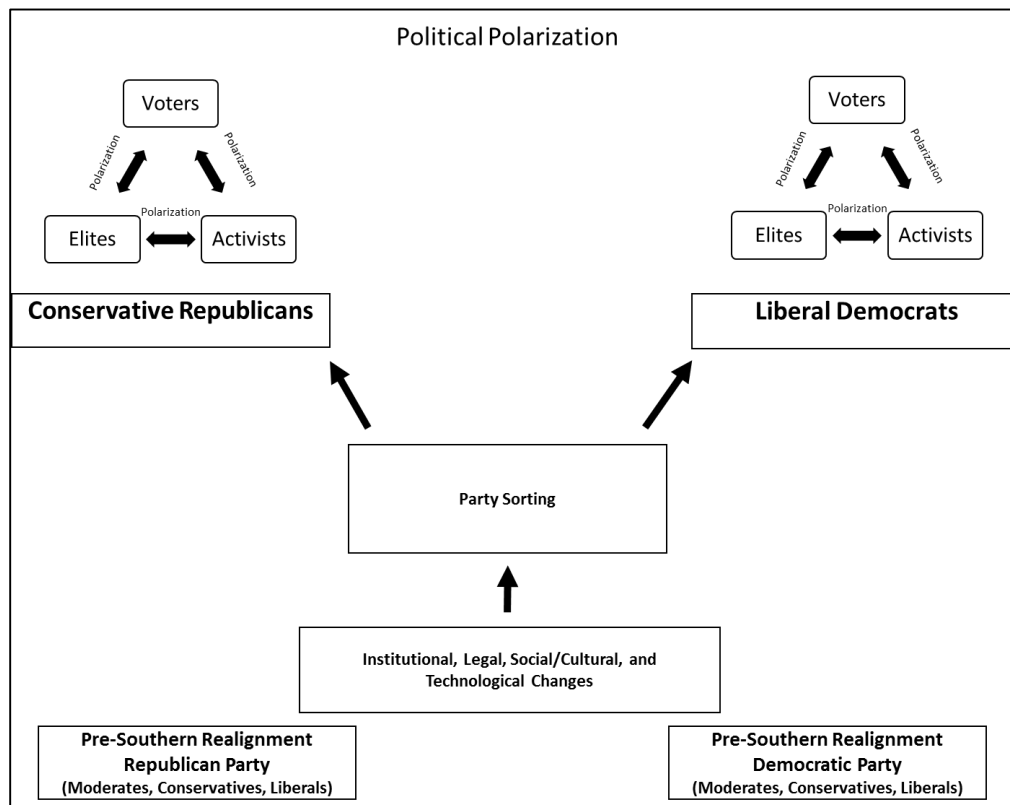 Political Polarization
Voters
Polarization
Polarization
Polarization
Elites
Activists
Conservative Republicans
Voters
Polarization
Polarization
Polarization
Elites
Activists
Liberal Democrats
Party Sorting
Institutional, Legal, Social/Cultural, and
Technological Changes
Pre-Southern Realignment
Republican Party
(Moderates, Conservatives, Liberals)
Pre-Southern Realignment
Democratic Party
(Moderates, Conservatives, Liberals)